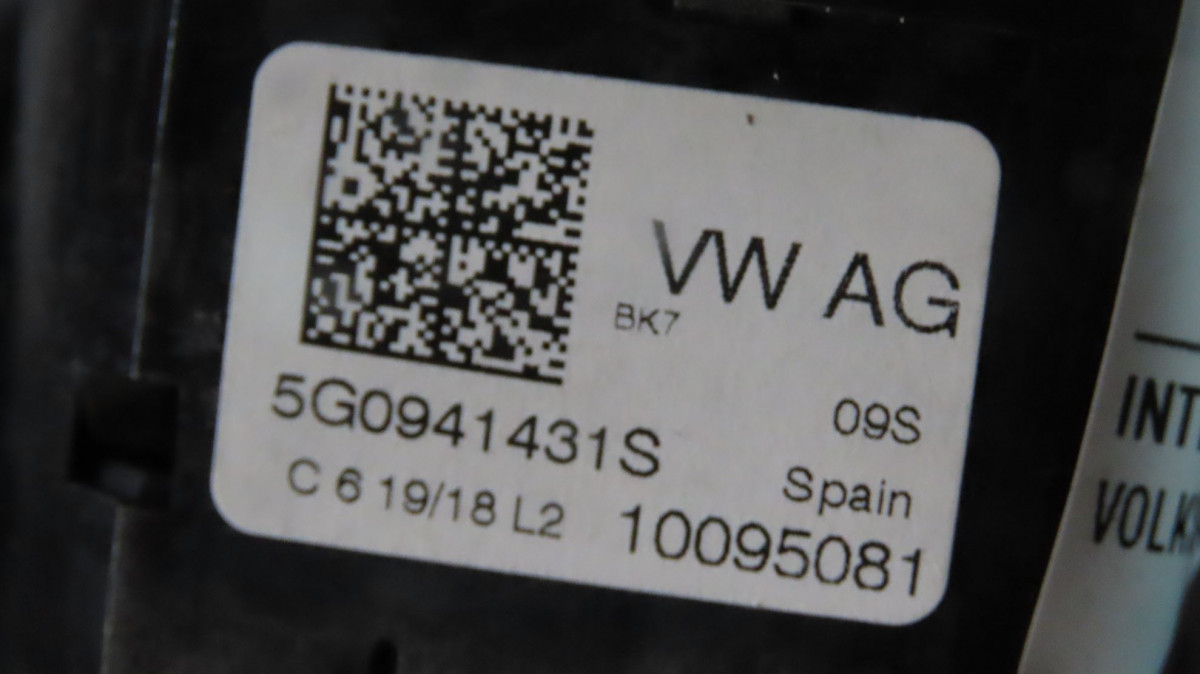 VW AG
BK7
5G0941431S
09S
C 6 19/18 L2
Spain
10095081
INT
VOLK